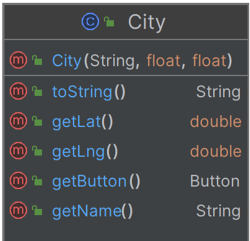 C City
m City(String, float, float)
m toString() String
m getLat() double
m getLng() double
m getButton() Button
m getName() String